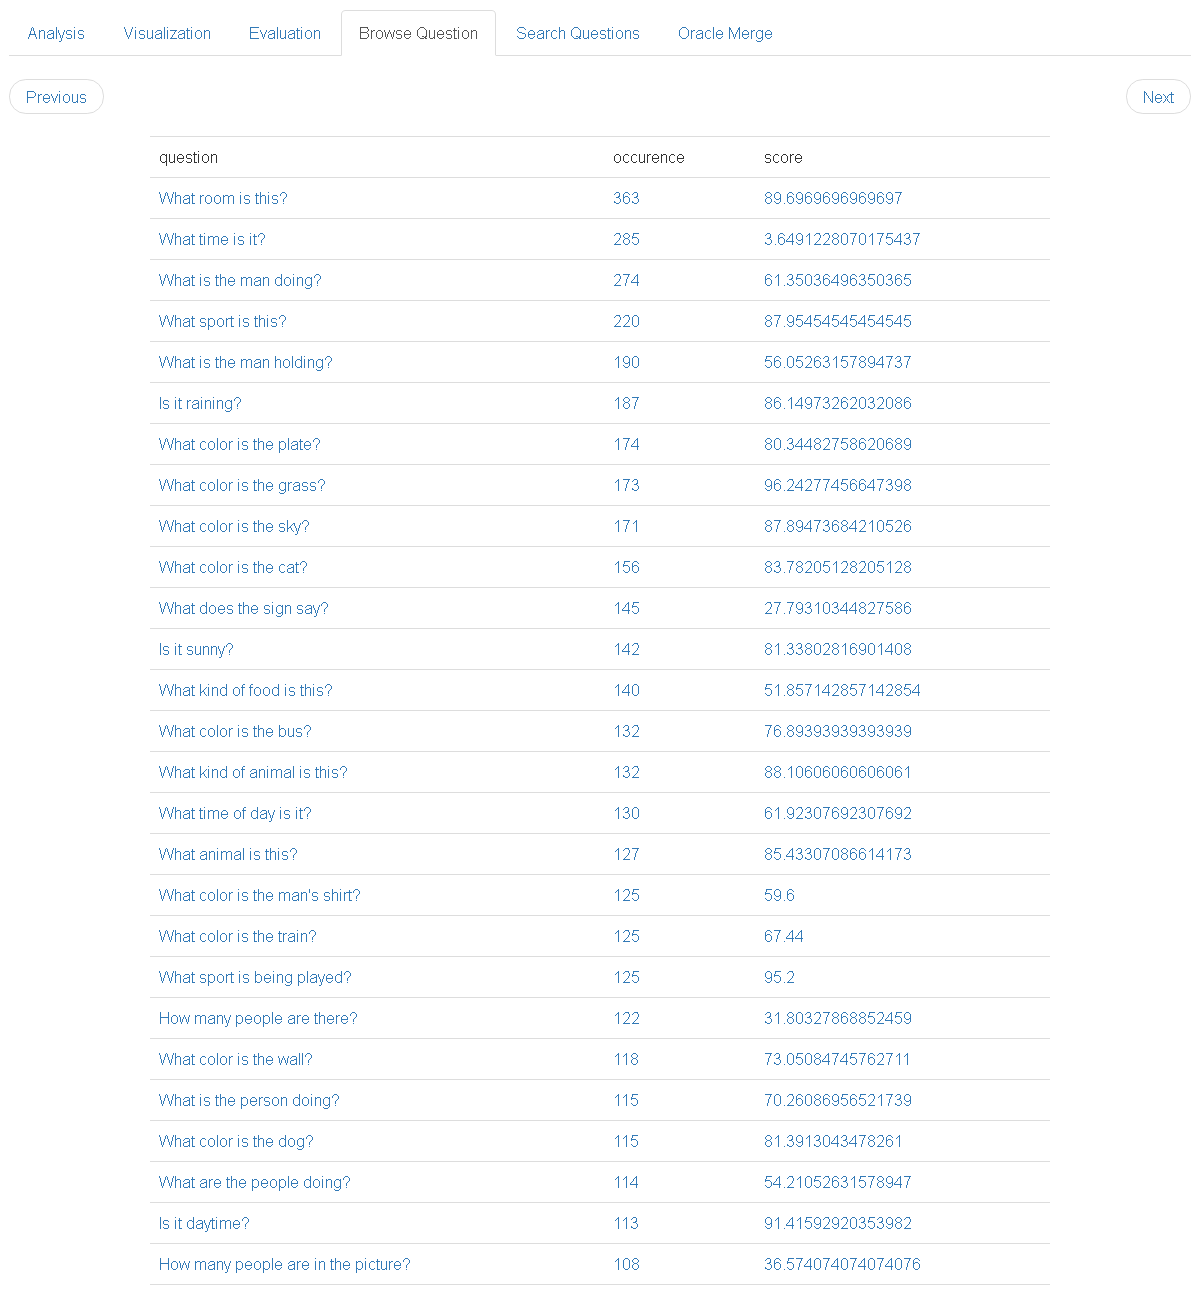 Analysis Visualization Evaluation Browse Question Search Questions Oracle Merge
Previous Next
question occurence score
What room is this? 363 89.6969696969697
What time is it? 285 3.6491228070175437
What is the man doing? 274 61.35036496350365
What sport is this? 220 87.95454545454545
What is the man holding? 190 56.05263157894737
Is it raining? 187 86.14973262032086
What color is the plate? 174 80.34482758620689
What color is the grass? 173 96.24277456647398
What color is the sky? 171 87.89473684210526
What color is the cat? 156 83.78205128205128
What does the sign say? 145 27.79310344827586
Is it sunny? 142 81.33802816901408
What kind of food is this? 140 51.857142857142854
What color is the bus? 132 76.89393939393939
What kind of animal is this? 132 88.10606060606061
What time of day is it? 130 61.92307692307692
What animal is this? 127 85.43307086614173
What color is the man's shirt? 125 59.6
What color is the train? 125 67.44
What sport is being played? 125 95.2
How many people are there? 122 31.80327868852459
What color is the wall? 118 73.05084745762711
What is the person doing? 115 70.26086956521739
What color is the dog? 115 81.3913043478261
What are the people doing? 114 54.21052631578947
Is it daytime? 113 91.41592920353982
How many people are in the picture? 108 36.574074074074076